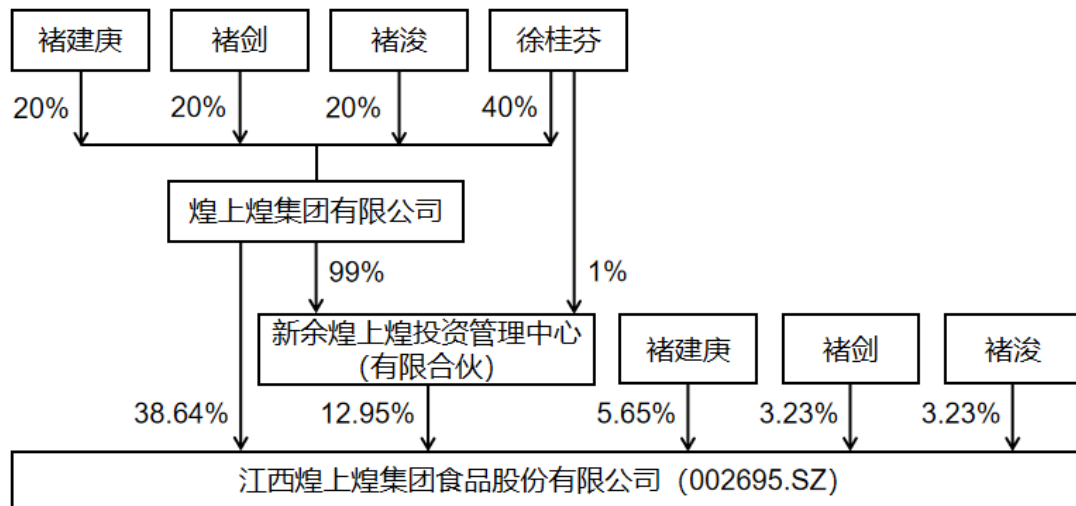 褚建庚
褚剑
褚浚
徐桂芬
20%
20%
20%
40%
煌上煌集团有限公司
99%
1%
新余煌上煌投资管理中心
（有限合伙）
褚建庚
褚剑
褚浚
38.64%
12.95%
5.65%
3.23%
3.23%
江西煌上煌集团食品股份有限公司（002695.SZ）